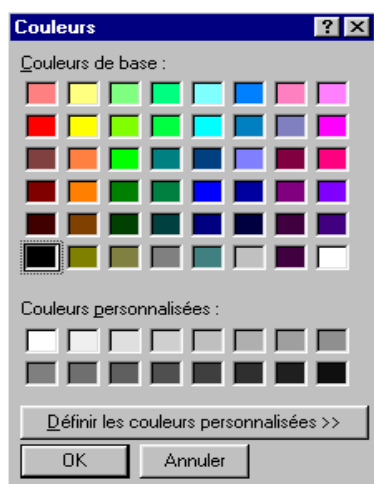 Couleurs
Couleurs de base :
Couleurs personnalisées :
Définir les couleurs personnalisées >>
OK Annuler